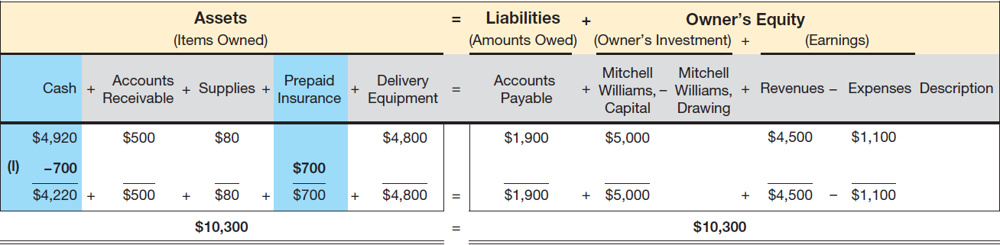 Assets = Liabilities + Owner's Equity
(Items Owned) (Amounts Owed) (Owner's Investment) + (Earnings)
Mitchell Mitchell
Accounts Prepaid Delivery Accounts
Cash + Receivable + Supplies + Insurance + Equipment = Payable + Williams, – Williams, + Revenues – Expenses Description
Capital Drawing
$4,920 $500 $80 $4,800 $1,900 $5,000 $4,500 $1,100
(l) –700 $700
$4,220 + $500 + $80 + $700 + $4,800 = $1,900 + $5,000 + $4,500 – $1,100
$10,300 = $10,300